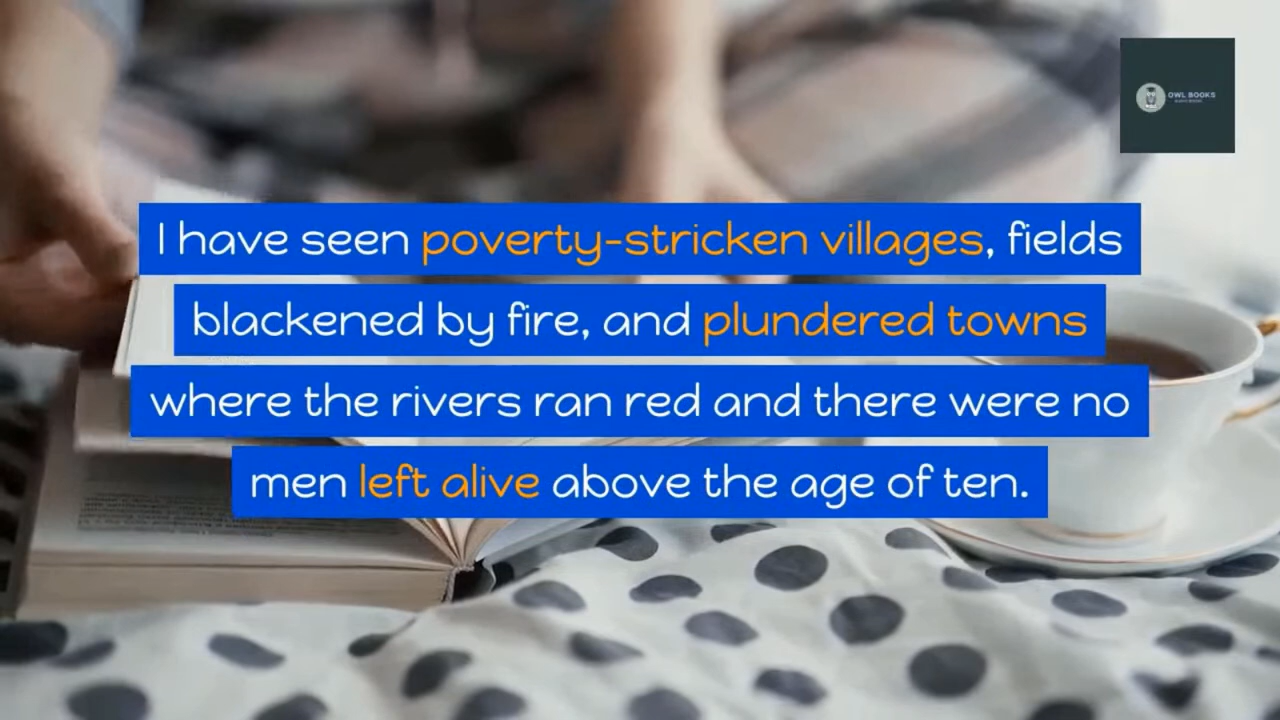 OWL BOOKS
I have seen poverty-stricken villages, fields
blackened by fire, and plundered towns
where the rivers ran red and there were no
men left alive above the age of ten.